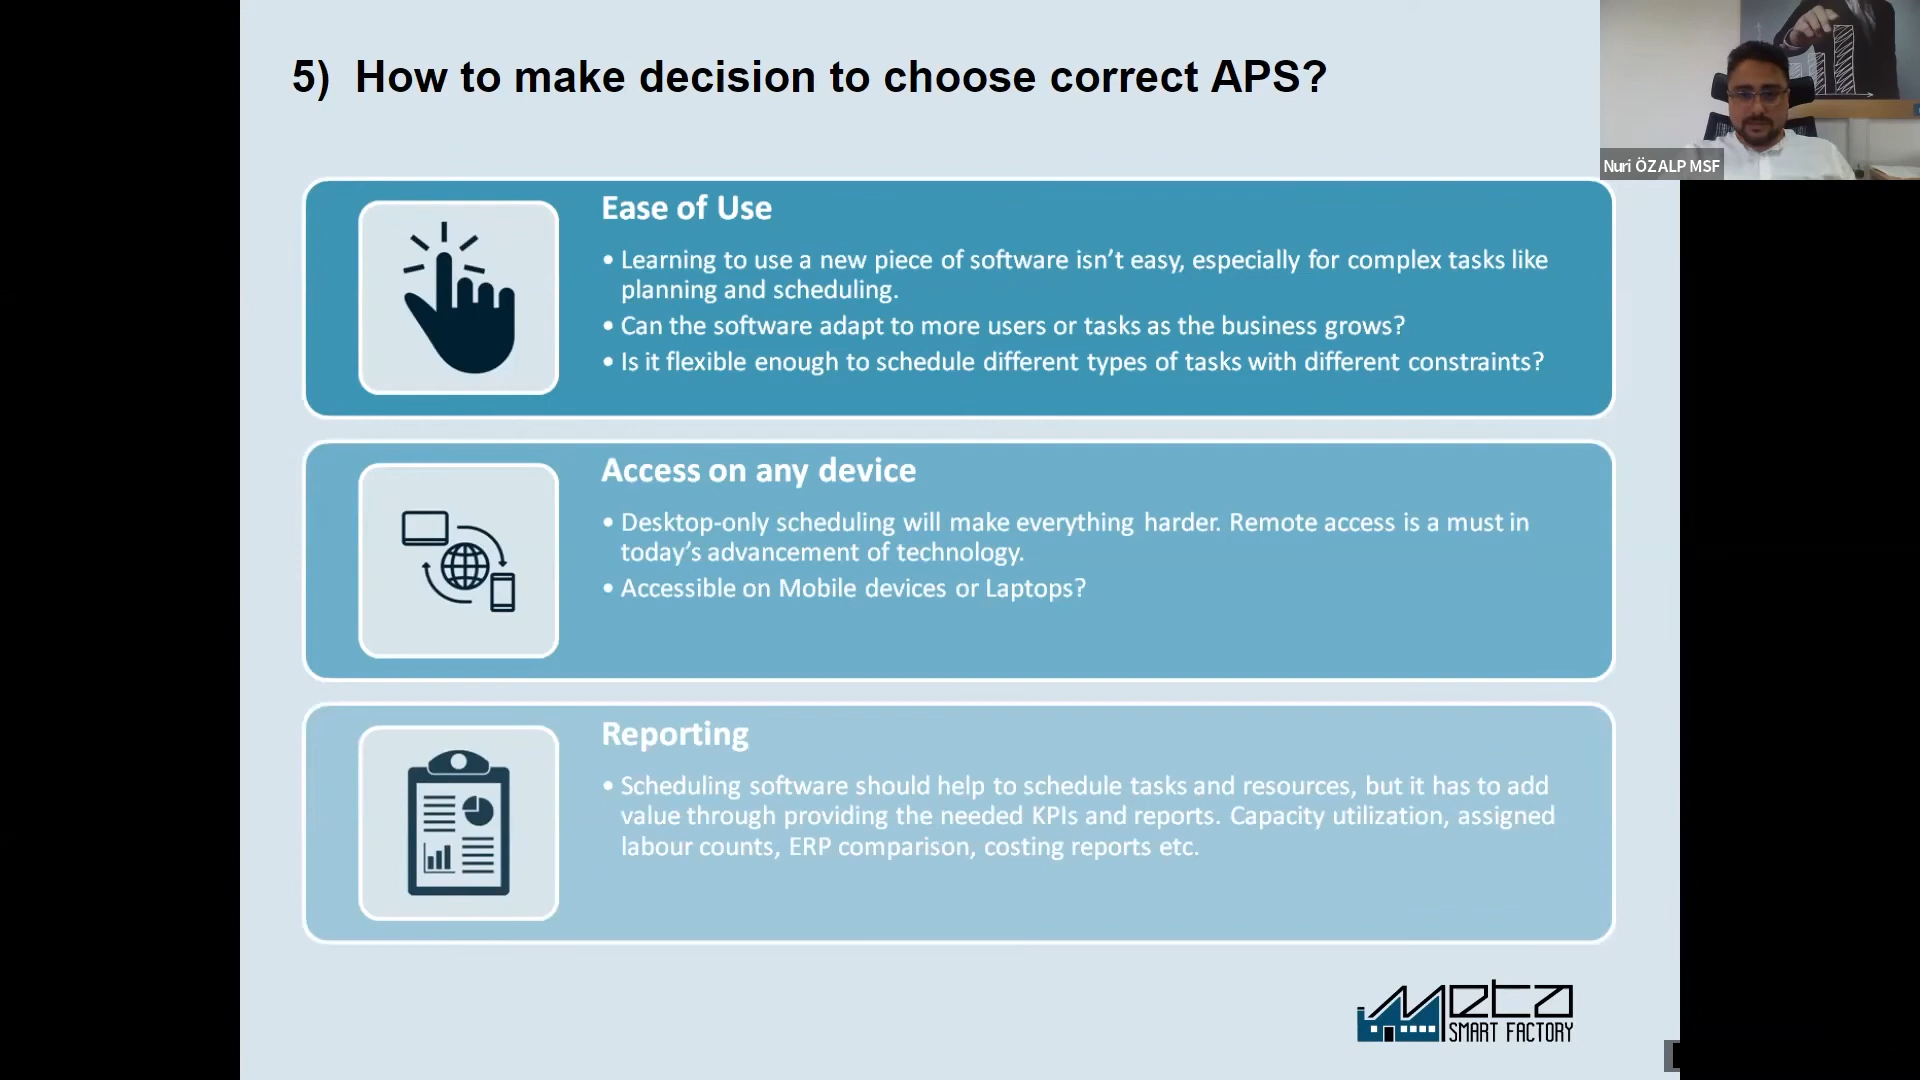 5) How to make decision to choose correct APS?
Nuri ÖZALP MSF
Ease of Use
• Learning to use a new piece of software isn't easy, especially for complex tasks like
planning and scheduling.
• Can the software adapt to more users or tasks as the business grows?
• Is it flexible enough to schedule different types of tasks with different constraints?
Access on any device
• Desktop-only scheduling will make everything harder. Remote access is a must in
today's advancement of technology.
• Accessible on Mobile devices or Laptops?
Reporting
• Scheduling software should help to schedule tasks and resources, but it has to add
value through providing the needed KPIs and reports. Capacity utilization, assigned
labour counts, ERP comparison, costing reports etc.
meta
SMART FACTORY